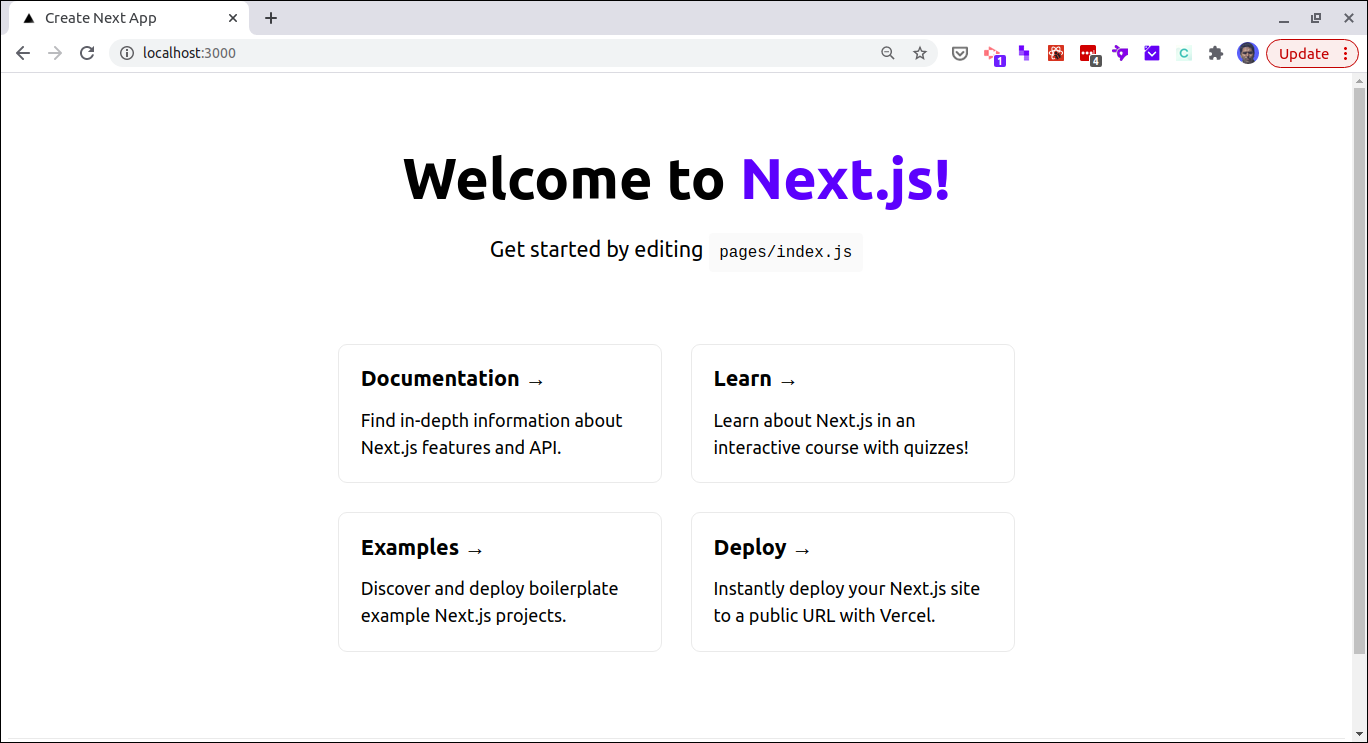 Create Next App
localhost:3000
1
4
C
Update
Welcome to Next.js!
Get started by editing pages/index.js
Documentation →
Find in-depth information about
Next.js features and API.
Learn →
Learn about Next.js in an
interactive course with quizzes!
Examples →
Discover and deploy boilerplate
example Next.js projects.
Deploy →
Instantly deploy your Next.js site
to a public URL with Vercel.